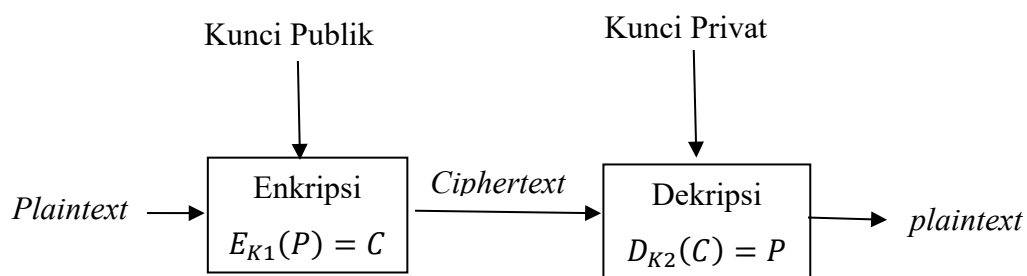 Kunci Publik
Kunci Privat
Plaintext
Enkripsi
E_{K1}(P) = C
Ciphertext
Dekripsi
D_{K2}(C) = P
plaintext